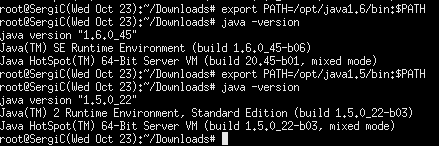 root@SergiC(Wed Oct 23):~/Downloads# export PATH=/opt/java1.6/bin:$PATH
root@SergiC(Wed Oct 23):~/Downloads# java -version
java version "1.6.0_45"
Java(TM) SE Runtime Environment (build 1.6.0_45-b06)
Java HotSpot(TM) 64-Bit Server VM (build 20.45-b01, mixed mode)
root@SergiC(Wed Oct 23):~/Downloads# export PATH=/opt/java1.5/bin:$PATH
root@SergiC(Wed Oct 23):~/Downloads# java -version
java version "1.5.0_22"
Java(TM) 2 Runtime Environment, Standard Edition (build 1.5.0_22-b03)
Java HotSpot(TM) 64-Bit Server VM (build 1.5.0_22-b03, mixed mode)
root@SergiC(Wed Oct 23):~/Downloads#